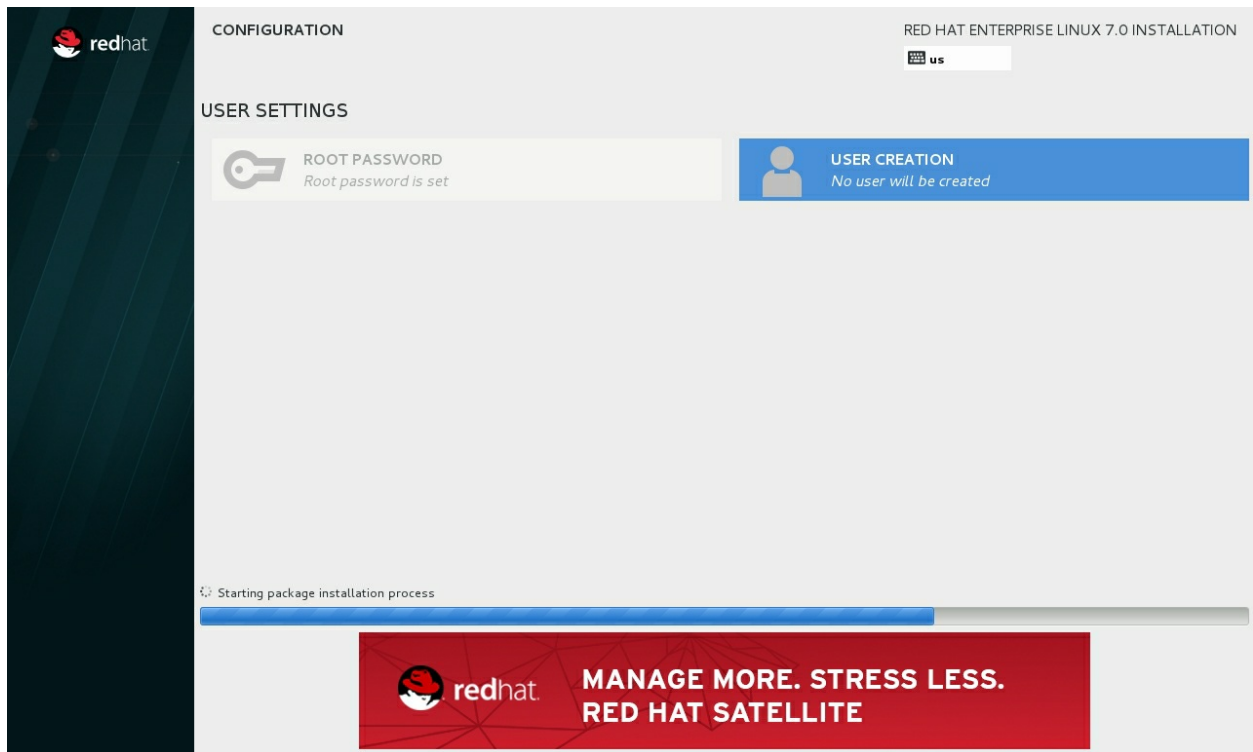 redhat.
CONFIGURATION
RED HAT ENTERPRISE LINUX 7.0 INSTALLATION
us
USER SETTINGS
ROOT PASSWORD
Root password is set
USER CREATION
No user will be created
Starting package installation process
redhat.
MANAGE MORE. STRESS LESS.
RED HAT SATELLITE